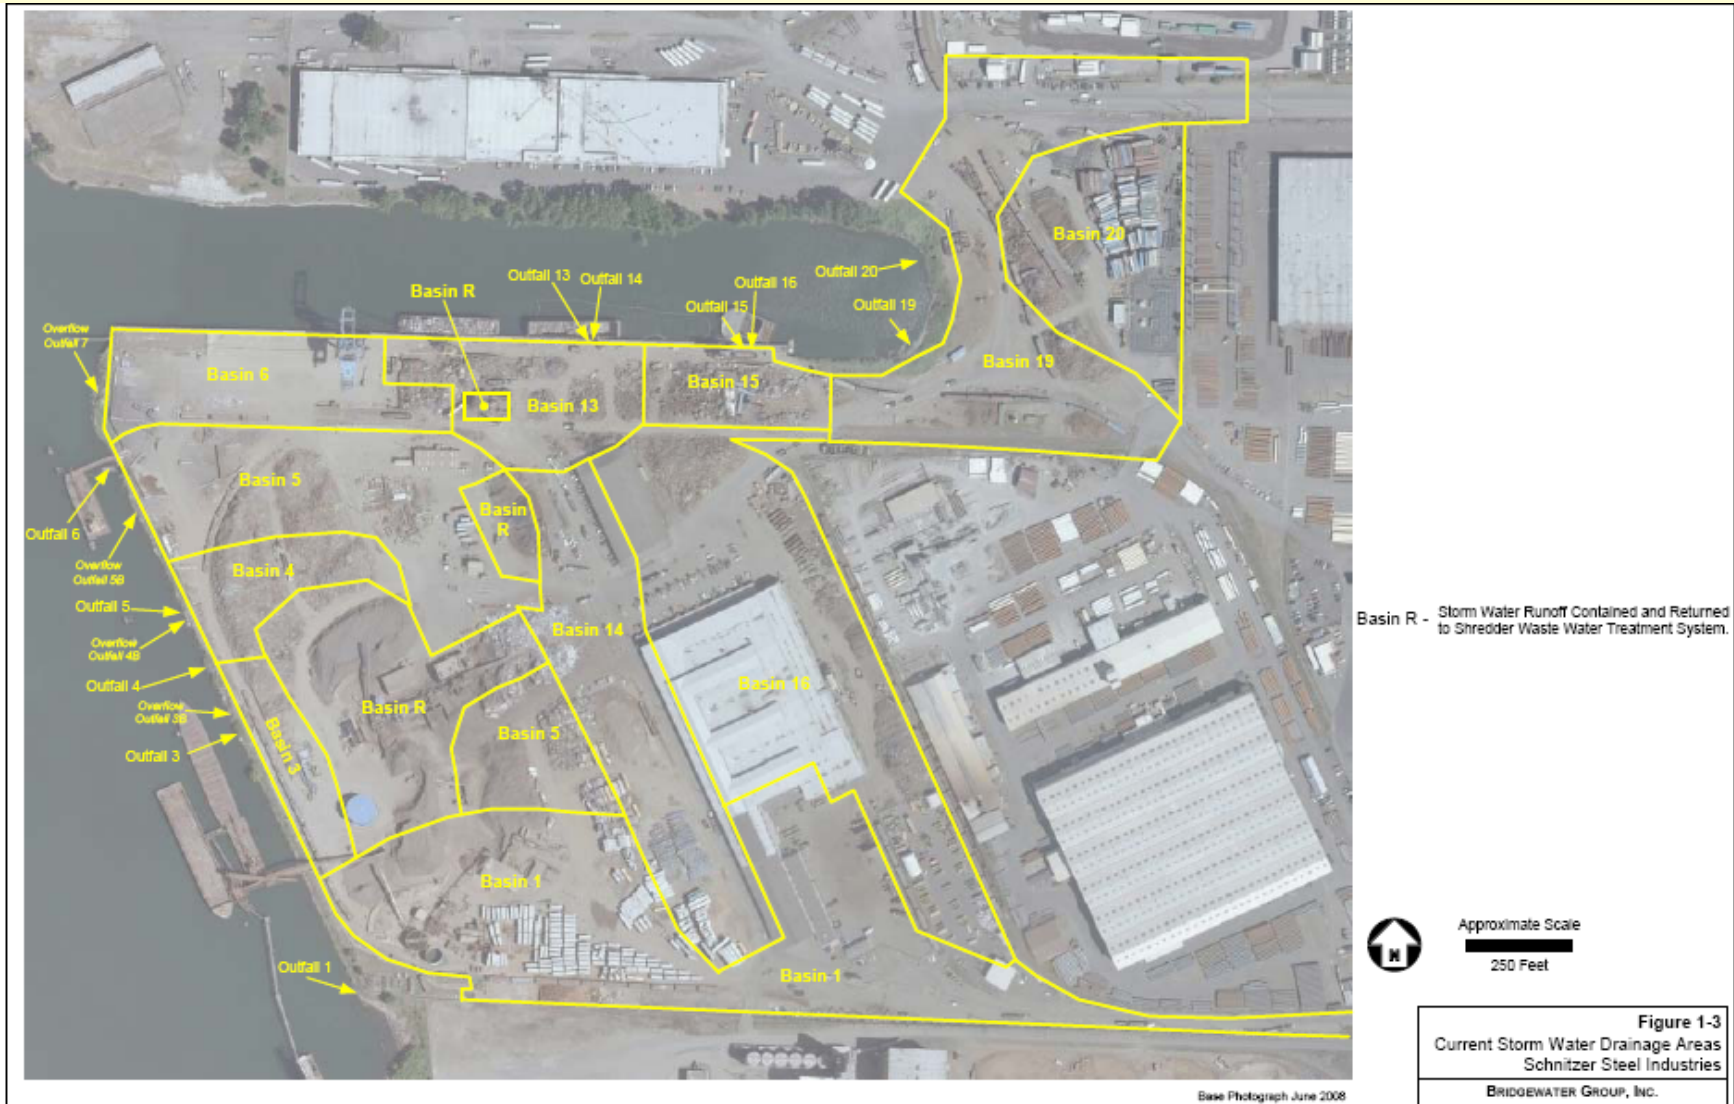 Basin 20
Outfall 13
Outfall 14
Outfall 20
Outfall 16
Basin R
Outfall 15
Outfall 19
Overflow
Outfall 7
Basin 6
Basin 15
Basin 19
Basin 13
Basin 5
Basin
R
Outfall 6
Overflow
Outfall 5B
Basin 4
Outfall 5
Basin 14
Overflow
Outfall 4B
Outfall 4
Basin 16
Overflow
Outfall 3B
Basin R
Basin 3
Basin 5
Outfall 3
Basin 1
Outfall 1
Basin 1
Basin R - Storm Water Runoff Contained and Returned
to Shredder Waste Water Treatment System.
N
Approximate Scale
250 Feet
Figure 1-3
Current Storm Water Drainage Areas
Schnitzer Steel Industries
BRIDGEWATER GROUP, INC.
Base Photograph June 2008